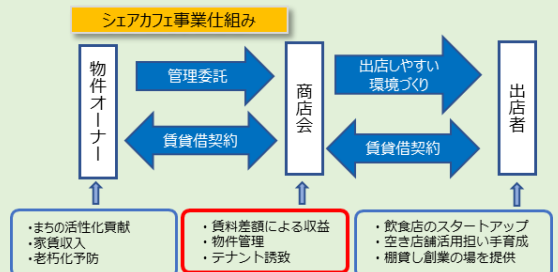 シェアカフェ事業仕組み
物件オーナー
管理委託
賃貸借契約
商店会
出店しやすい
環境づくり
賃貸借契約
出店者
・まちの活性化貢献
・家賃収入
・老朽化予防
・賃料差額による収益
・物件管理
・テナント誘致
・飲食店のスタートアップ
・空き店舗活用担い手育成
・棚貸し創業の場を提供